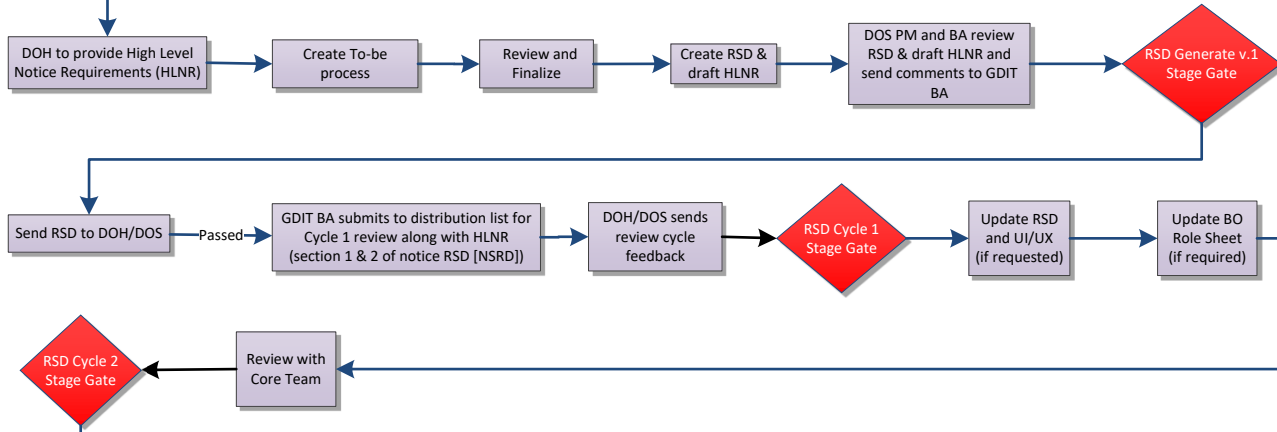 DOH to provide High Level
Notice Requirements (HLNR)
Create To-be
process
Review and
Finalize
Create RSD &
draft HLNR
DOS PM and BA review
RSD & draft HLNR and
send comments to GDIT
BA
RSD Generate v.1
Stage Gate
Send RSD to DOH/DOS
Passed
GDIT BA submits to distribution list for
Cycle 1 review along with HLNR
(section 1 & 2 of notice RSD [NSRD])
DOH/DOS sends
review cycle
feedback
RSD Cycle 1
Stage Gate
Update RSD
and UI/UX
(if requested)
Update BO
Role Sheet
(if required)
RSD Cycle 2
Stage Gate
Review with
Core Team